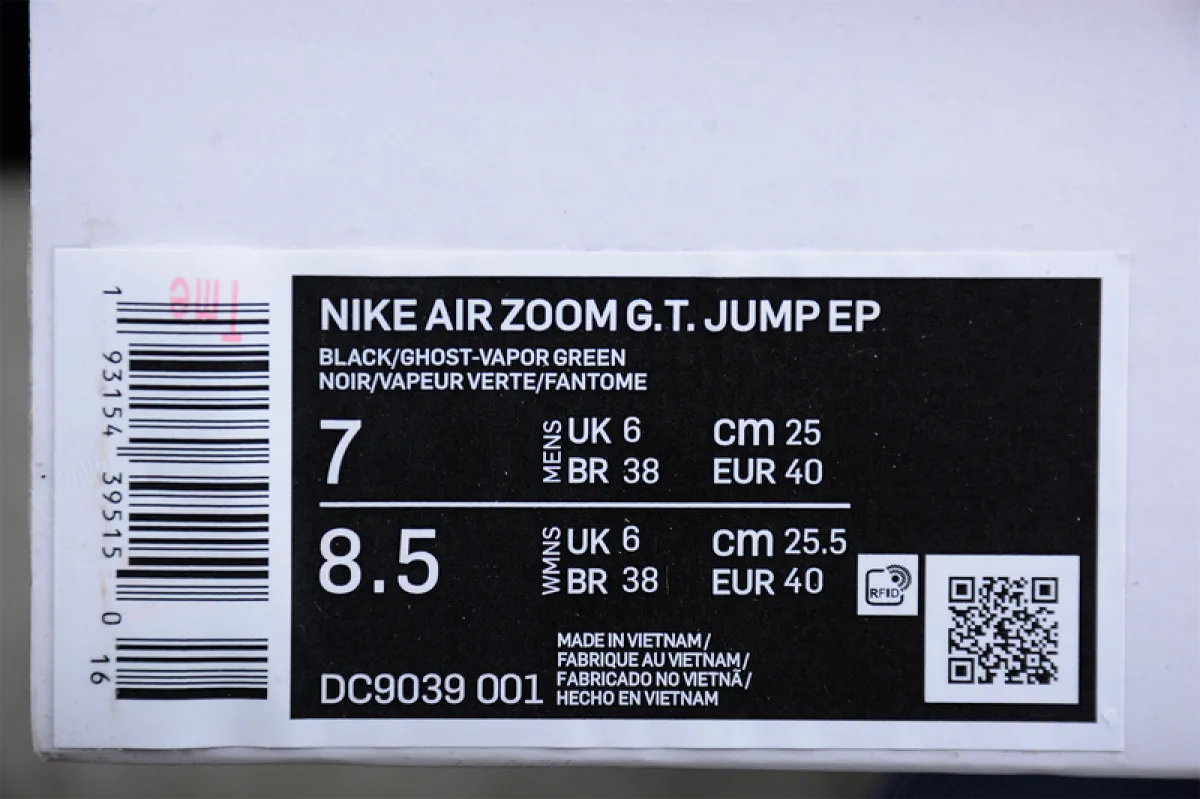 1 93154 39515 0 16
Time
NIKE AIR ZOOM G.T. JUMP EP
BLACK/GHOST-VAPOR GREEN
NOIR/VAPEUR VERTE/FANTOME
7 MENS UK 6 cm 25
BR 38 EUR 40
8.5 WMNS UK 6 cm 25.5
BR 38 EUR 40
RFID
MADE IN VIETNAM /
FABRIQUE AU VIETNAM /
FABRICADO NO VIETNÃ /
HECHO EN VIETNAM
DC9039 001